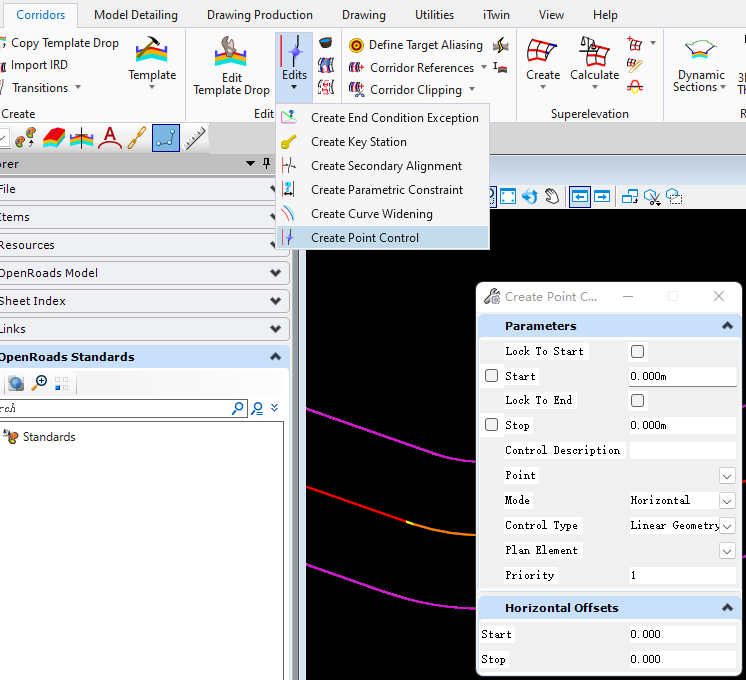 Corridors Model Detailing Drawing Production Drawing Utilities iTwin View Help
Copy Template Drop
Import IRD
Transitions
Create
Template
Edit
Template Drop
Edit
Edits
Define Target Aliasing
Corridor References
Corridor Clipping
Create
Calculate
Superelevation
Dynamic
Sections
3D
Create End Condition Exception
Create Key Station
Create Secondary Alignment
Create Parametric Constraint
Create Curve Widening
Create Point Control
orer
File
Items
Resources
OpenRoads Model
Sheet Index
Links
OpenRoads Standards
rch
Standards
Create Point C...
Parameters
Lock To Start
Start 0.000m
Lock To End
Stop 0.000m
Control Description
Point
Mode Horizontal
Control Type Linear Geometry
Plan Element
Priority 1
Horizontal Offsets
Start 0.000
Stop 0.000